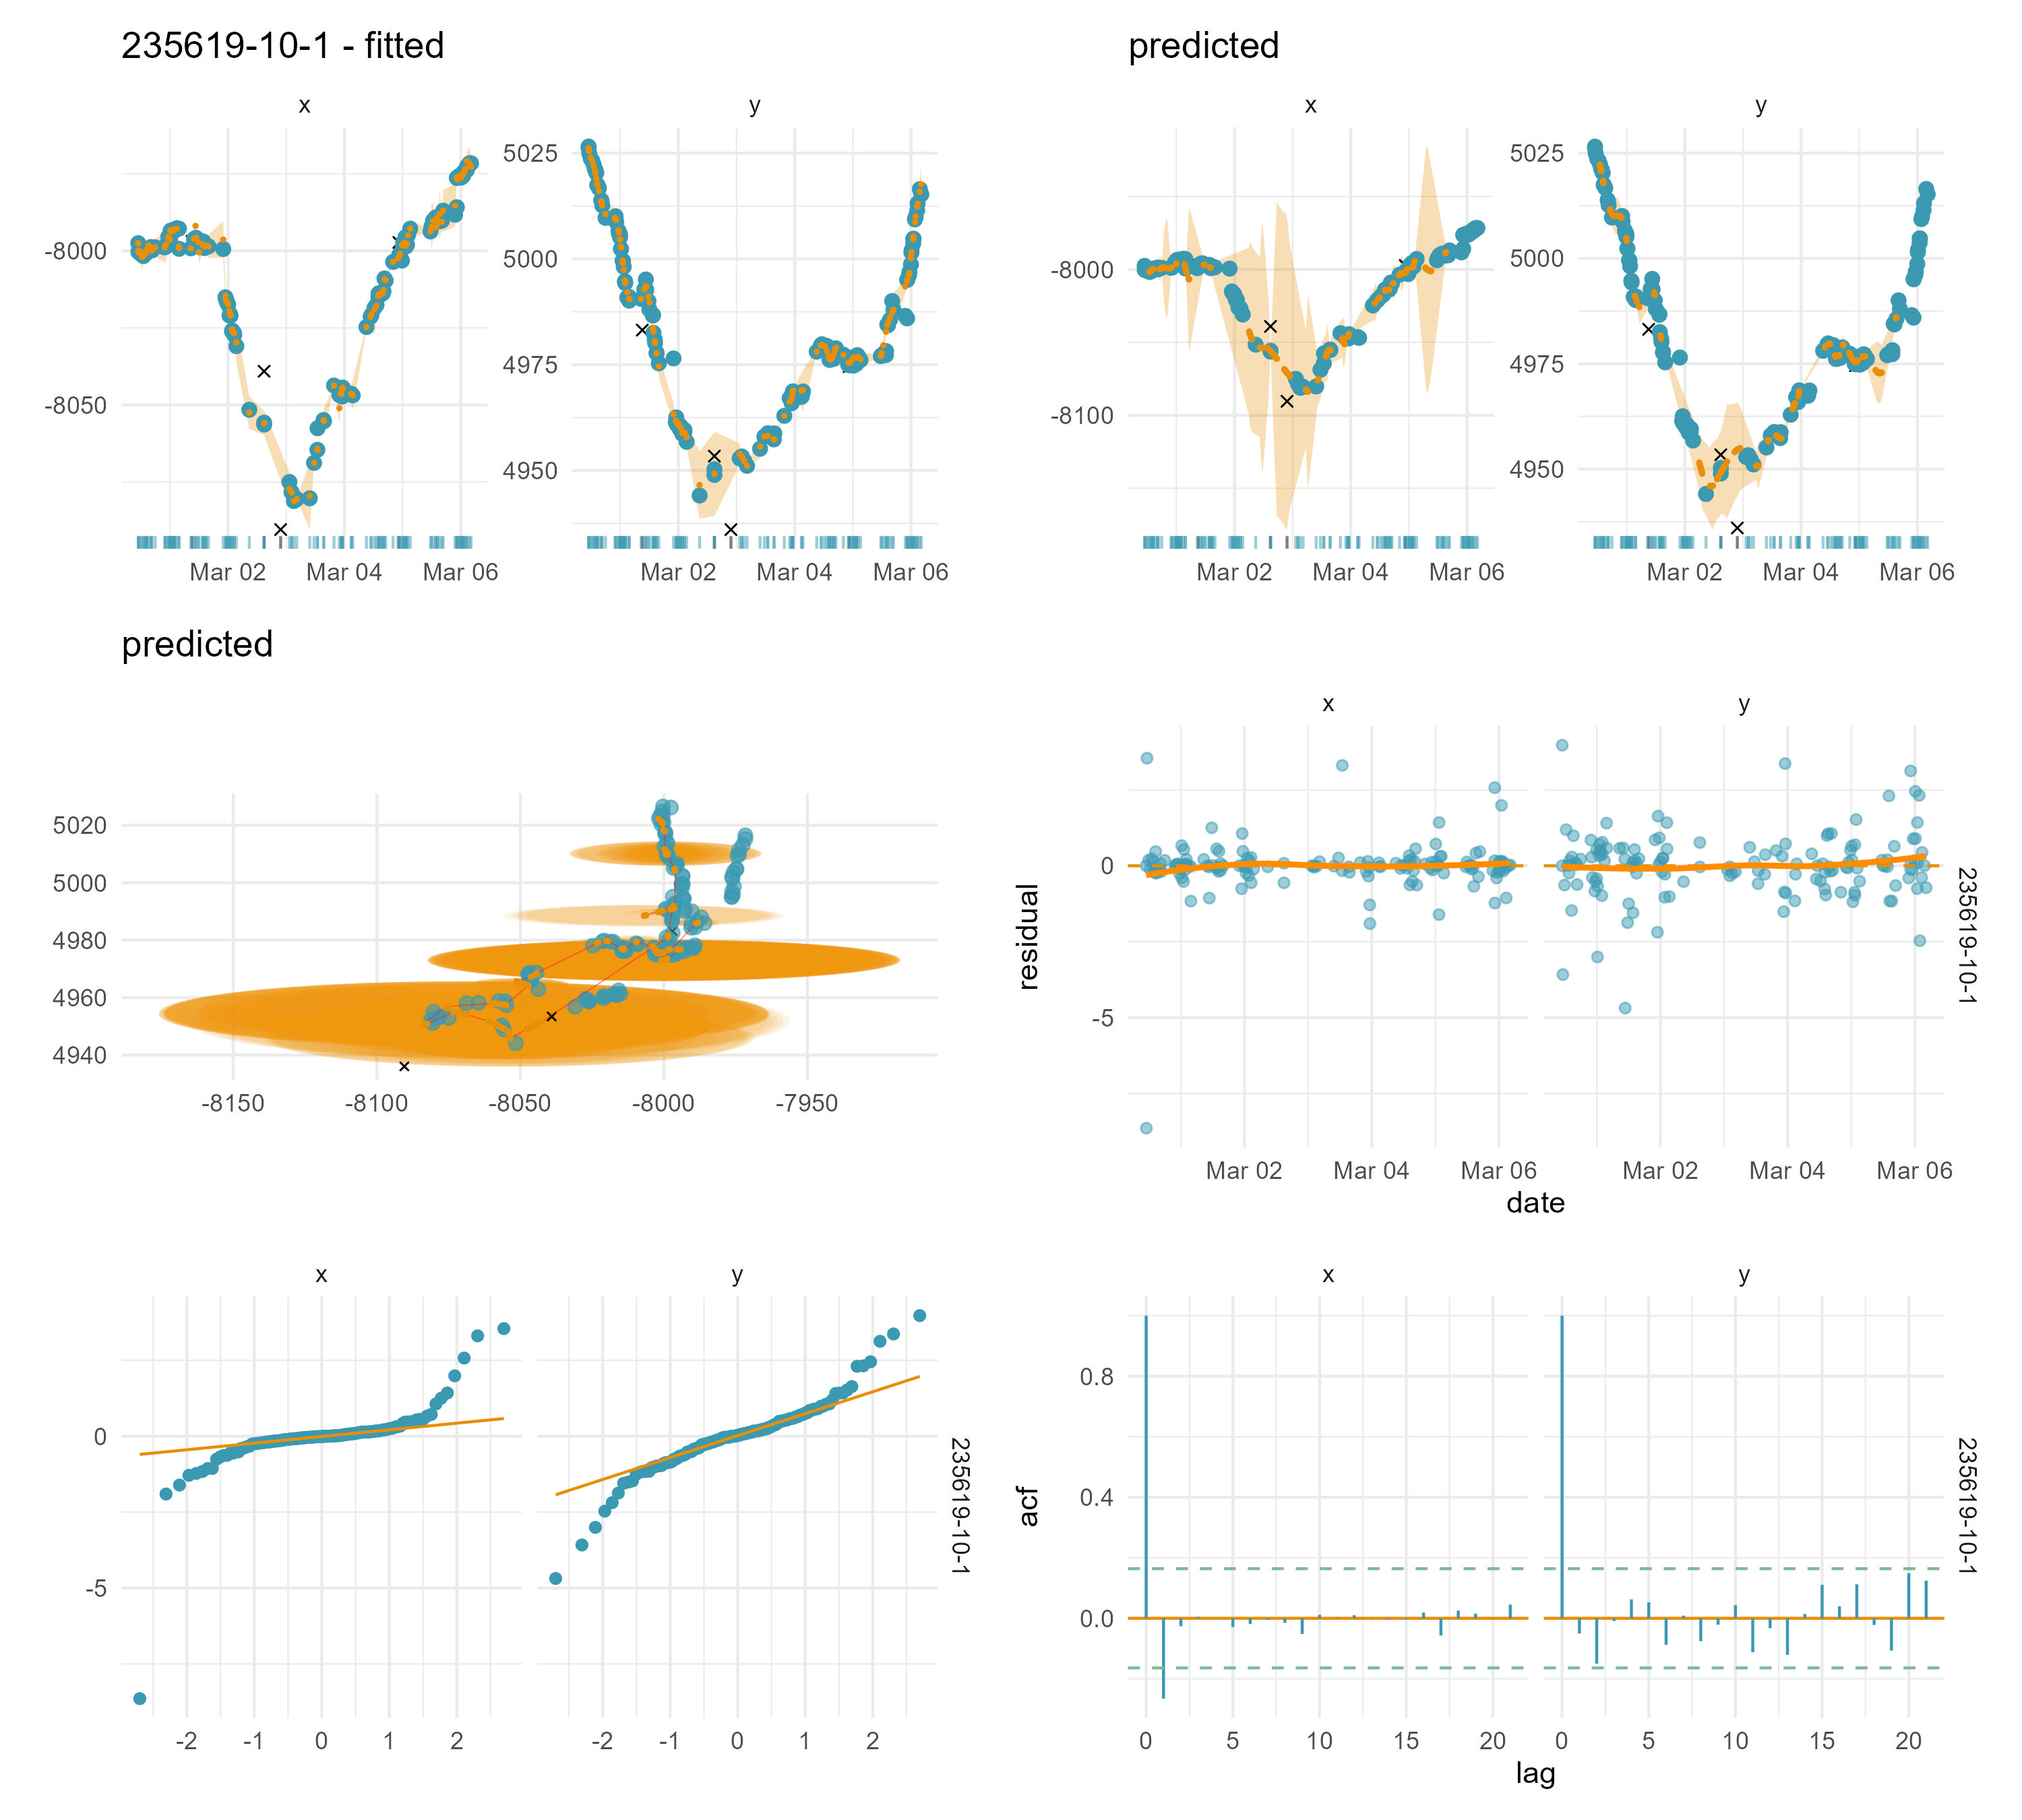 235619-10-1 - fitted
predicted
x
y
x
y
-8000
-8050
5025
5000
4975
4950
-8000
-8100
5025
5000
4975
4950
Mar 02
Mar 04
Mar 06
Mar 02
Mar 04
Mar 06
Mar 02
Mar 04
Mar 06
Mar 02
Mar 04
Mar 06
predicted
5020
5000
4980
4960
4940
-8150
-8100
-8050
-8000
-7950
x
y
residual
0
-5
235619-10-1
Mar 02
Mar 04
Mar 06
Mar 02
Mar 04
Mar 06
date
x
y
0
-5
235619-10-1
-2
-1
0
1
2
-2
-1
0
1
2
x
y
acf
0.8
0.4
0.0
235619-10-1
0
5
10
15
20
0
5
10
15
20
lag